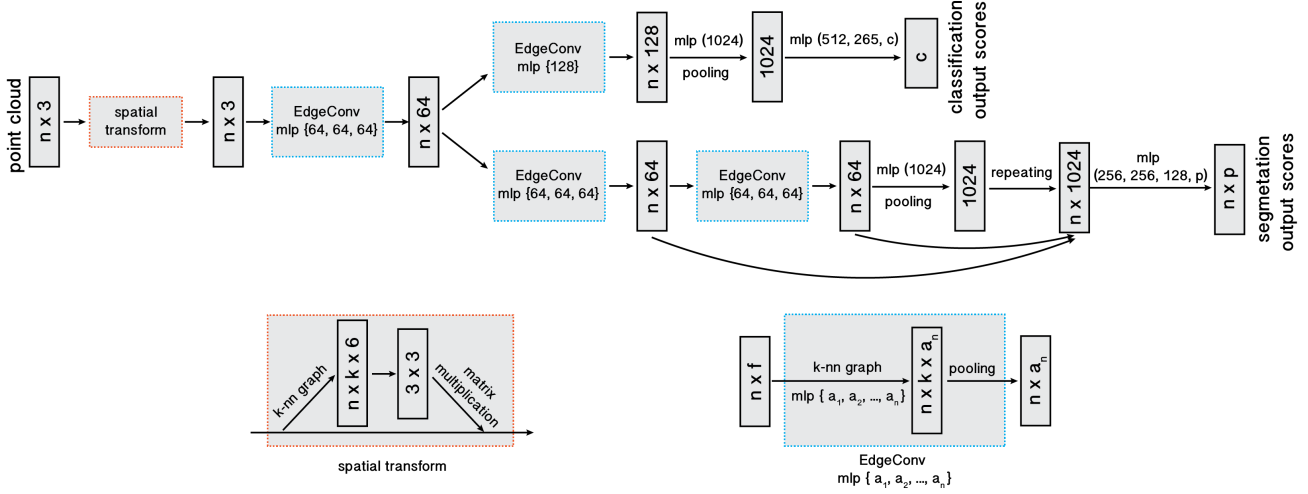 point cloud
n x 3
spatial
transform
n x 3
EdgeConv
mlp {64, 64, 64}
n x 64
EdgeConv
mlp {128}
n x 128
mlp (1024)
pooling
1024
mlp (512, 265, c)
c
classification
output scores
EdgeConv
mlp {64, 64, 64}
n x 64
EdgeConv
mlp {64, 64, 64}
n x 64
mlp (1024)
pooling
1024
repeating
n x 1024
mlp
(256, 256, 128, p)
n x p
segmetation
output scores
k-nn graph
n x k x 6
3 x 3
matrix
multiplication
spatial transform
n x f
k-nn graph
mlp { a₁, a₂, ..., aₙ}
n x k x aₙ
pooling
n x aₙ
EdgeConv
mlp { a₁, a₂, ..., aₙ}